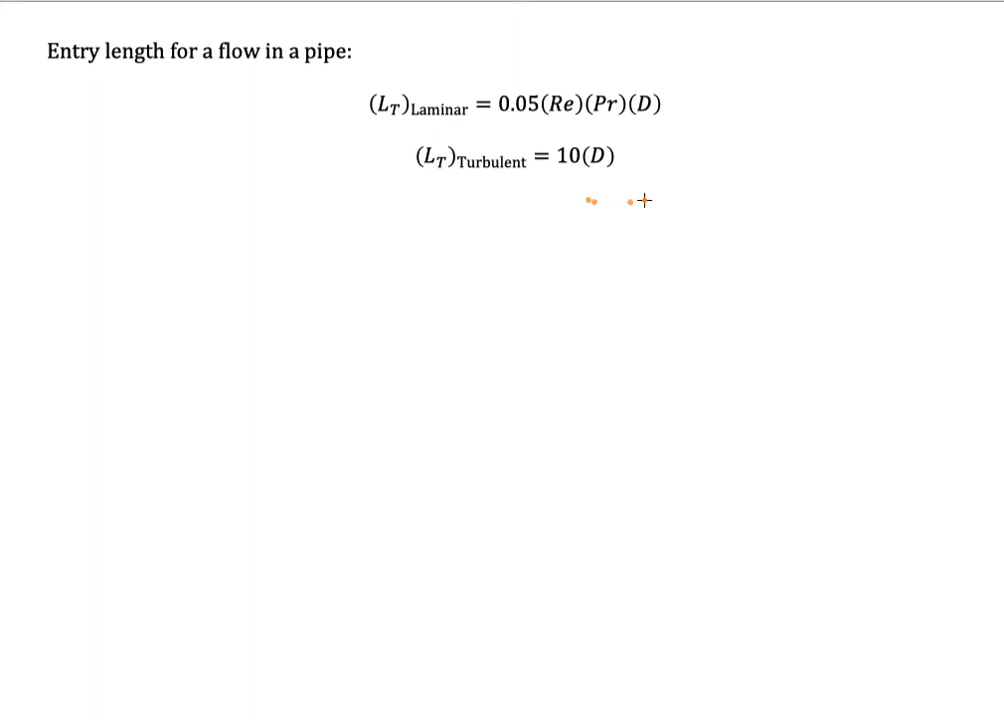 Entry length for a flow in a pipe:
(L_T)_Laminar = 0.05(Re)(Pr)(D)
(L_T)_Turbulent = 10(D)